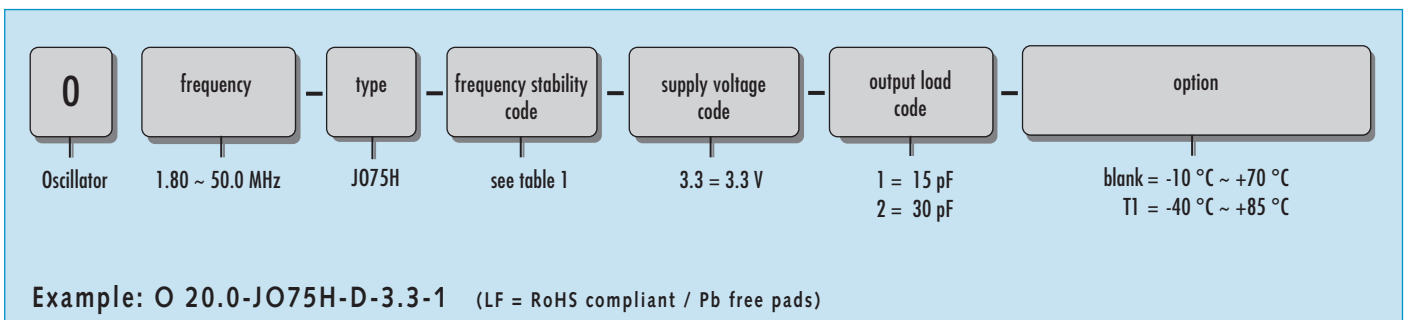 O
frequency
–
type
–
frequency stability
code
–
supply voltage
code
–
output load
code
–
option
Oscillator
1.80 ~ 50.0 MHz
JO75H
see table 1
3.3 = 3.3 V
1 = 15 pF
2 = 30 pF
blank = -10 °C ~ +70 °C
T1 = -40 °C ~ +85 °C
Example: O 20.0-JO75H-D-3.3-1 (LF = RoHS compliant / Pb free pads)